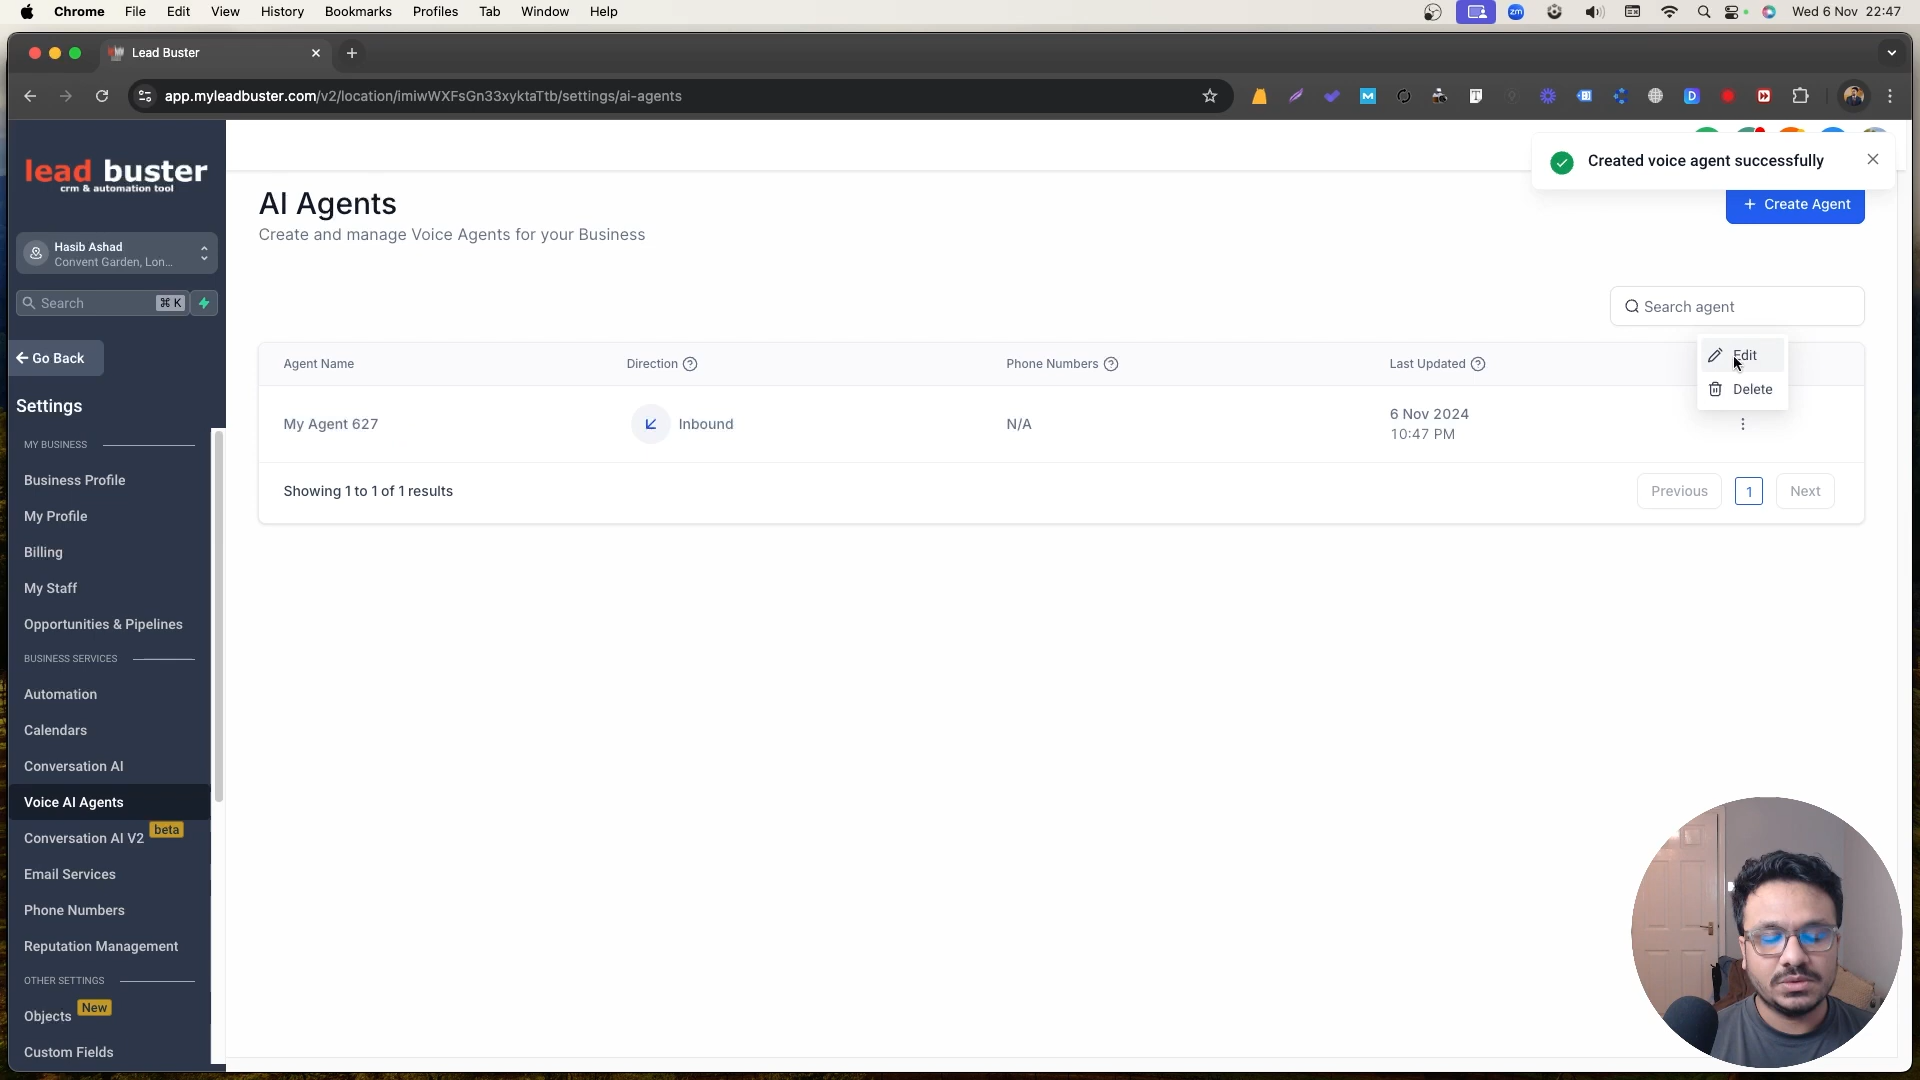 Chrome File Edit View History Bookmarks Profiles Tab Window Help
zm
Wed 6 Nov 22:47
Lead Buster
app.myleadbuster.com/v2/location/imiwWXFsGn33xyktaTtb/settings/ai-agents
lead buster
crm & automation tool
Hasib Ashad
Convent Garden, Lon...
Search ⌘ K
Go Back
Settings
MY BUSINESS
Business Profile
My Profile
Billing
My Staff
Opportunities & Pipelines
BUSINESS SERVICES
Automation
Calendars
Conversation AI
Voice AI Agents
Conversation AI V2 beta
Email Services
Phone Numbers
Reputation Management
OTHER SETTINGS
Objects New
Custom Fields
Created voice agent successfully
AI Agents
Create and manage Voice Agents for your Business
+ Create Agent
Search agent
Agent Name Direction Phone Numbers Last Updated
Edit
Delete
My Agent 627 Inbound N/A 6 Nov 2024
10:47 PM
Showing 1 to 1 of 1 results
Previous 1 Next